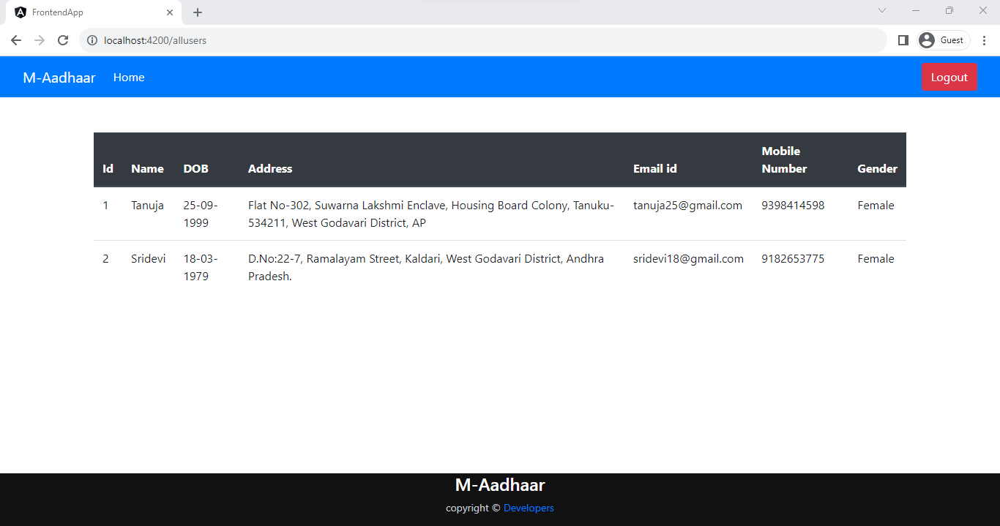 FrontendApp
localhost:4200/allusers
Guest
M-Aadhaar Home Logout
Id Name DOB Address Email id Mobile Number Gender
1 Tanuja 25-09-1999 Flat No-302, Suwarna Lakshmi Enclave, Housing Board Colony, Tanuku-
534211, West Godavari District, AP tanuja25@gmail.com 9398414598 Female
2 Sridevi 18-03-1979 D.No:22-7, Ramalayam Street, Kaldari, West Godavari District, Andhra
Pradesh. sridevi18@gmail.com 9182653775 Female
M-Aadhaar
copyright © Developers